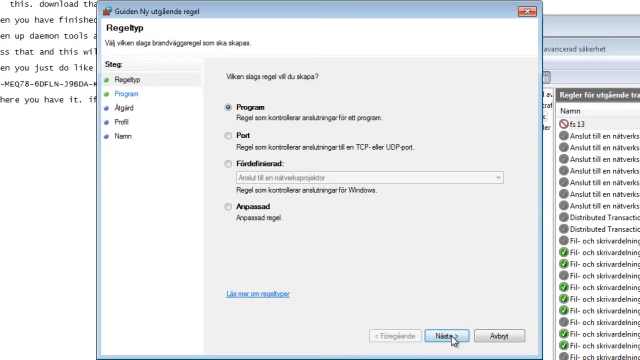 this. download tha
en you have finished
en up daemon tools a
ss that and this wil
en you just do like
-MEQ78-6DFLN-J9BDA-K
here you have it. if
Guiden Ny utgående regel
Regeltyp
Välj vilken slags brandväggsregel som ska skapas.
Steg:
Regeltyp
Program
Åtgärd
Profil
Namn
Vilken slags regel vill du skapa?
Program
Regel som kontrollerar anslutningar för ett program.
Port
Regel som kontrollerar anslutningar till en TCP- eller UDP-port.
Fördefinierad:
Anslut till en nätverksprojektor
Regel som kontrollerar anslutningar för Windows.
Anpassad
Anpassad regel.
Läs mer om regeltyper
< Föregående
Nästa >
Avbryt
avancerad säkerhet
Regler för utgående tra
Namn
fs 13
Anslut till en nätverks
Anslut till en nätverks
Anslut till en nätverks
Anslut till en nätverks
Anslut till en nätverks
Anslut till en nätverks
Distributed Transactio
Distributed Transactio
Fil- och skrivardelning
Fil- och skrivardelning
Fil- och skrivardelning
Fil- och skrivardelning
Fil- och skrivardelning
Fil- och skrivardelning
Fil- och skrivardelning
Fil- och skrivardelning
Fil- och skrivardelning
Fil- och skrivardelning